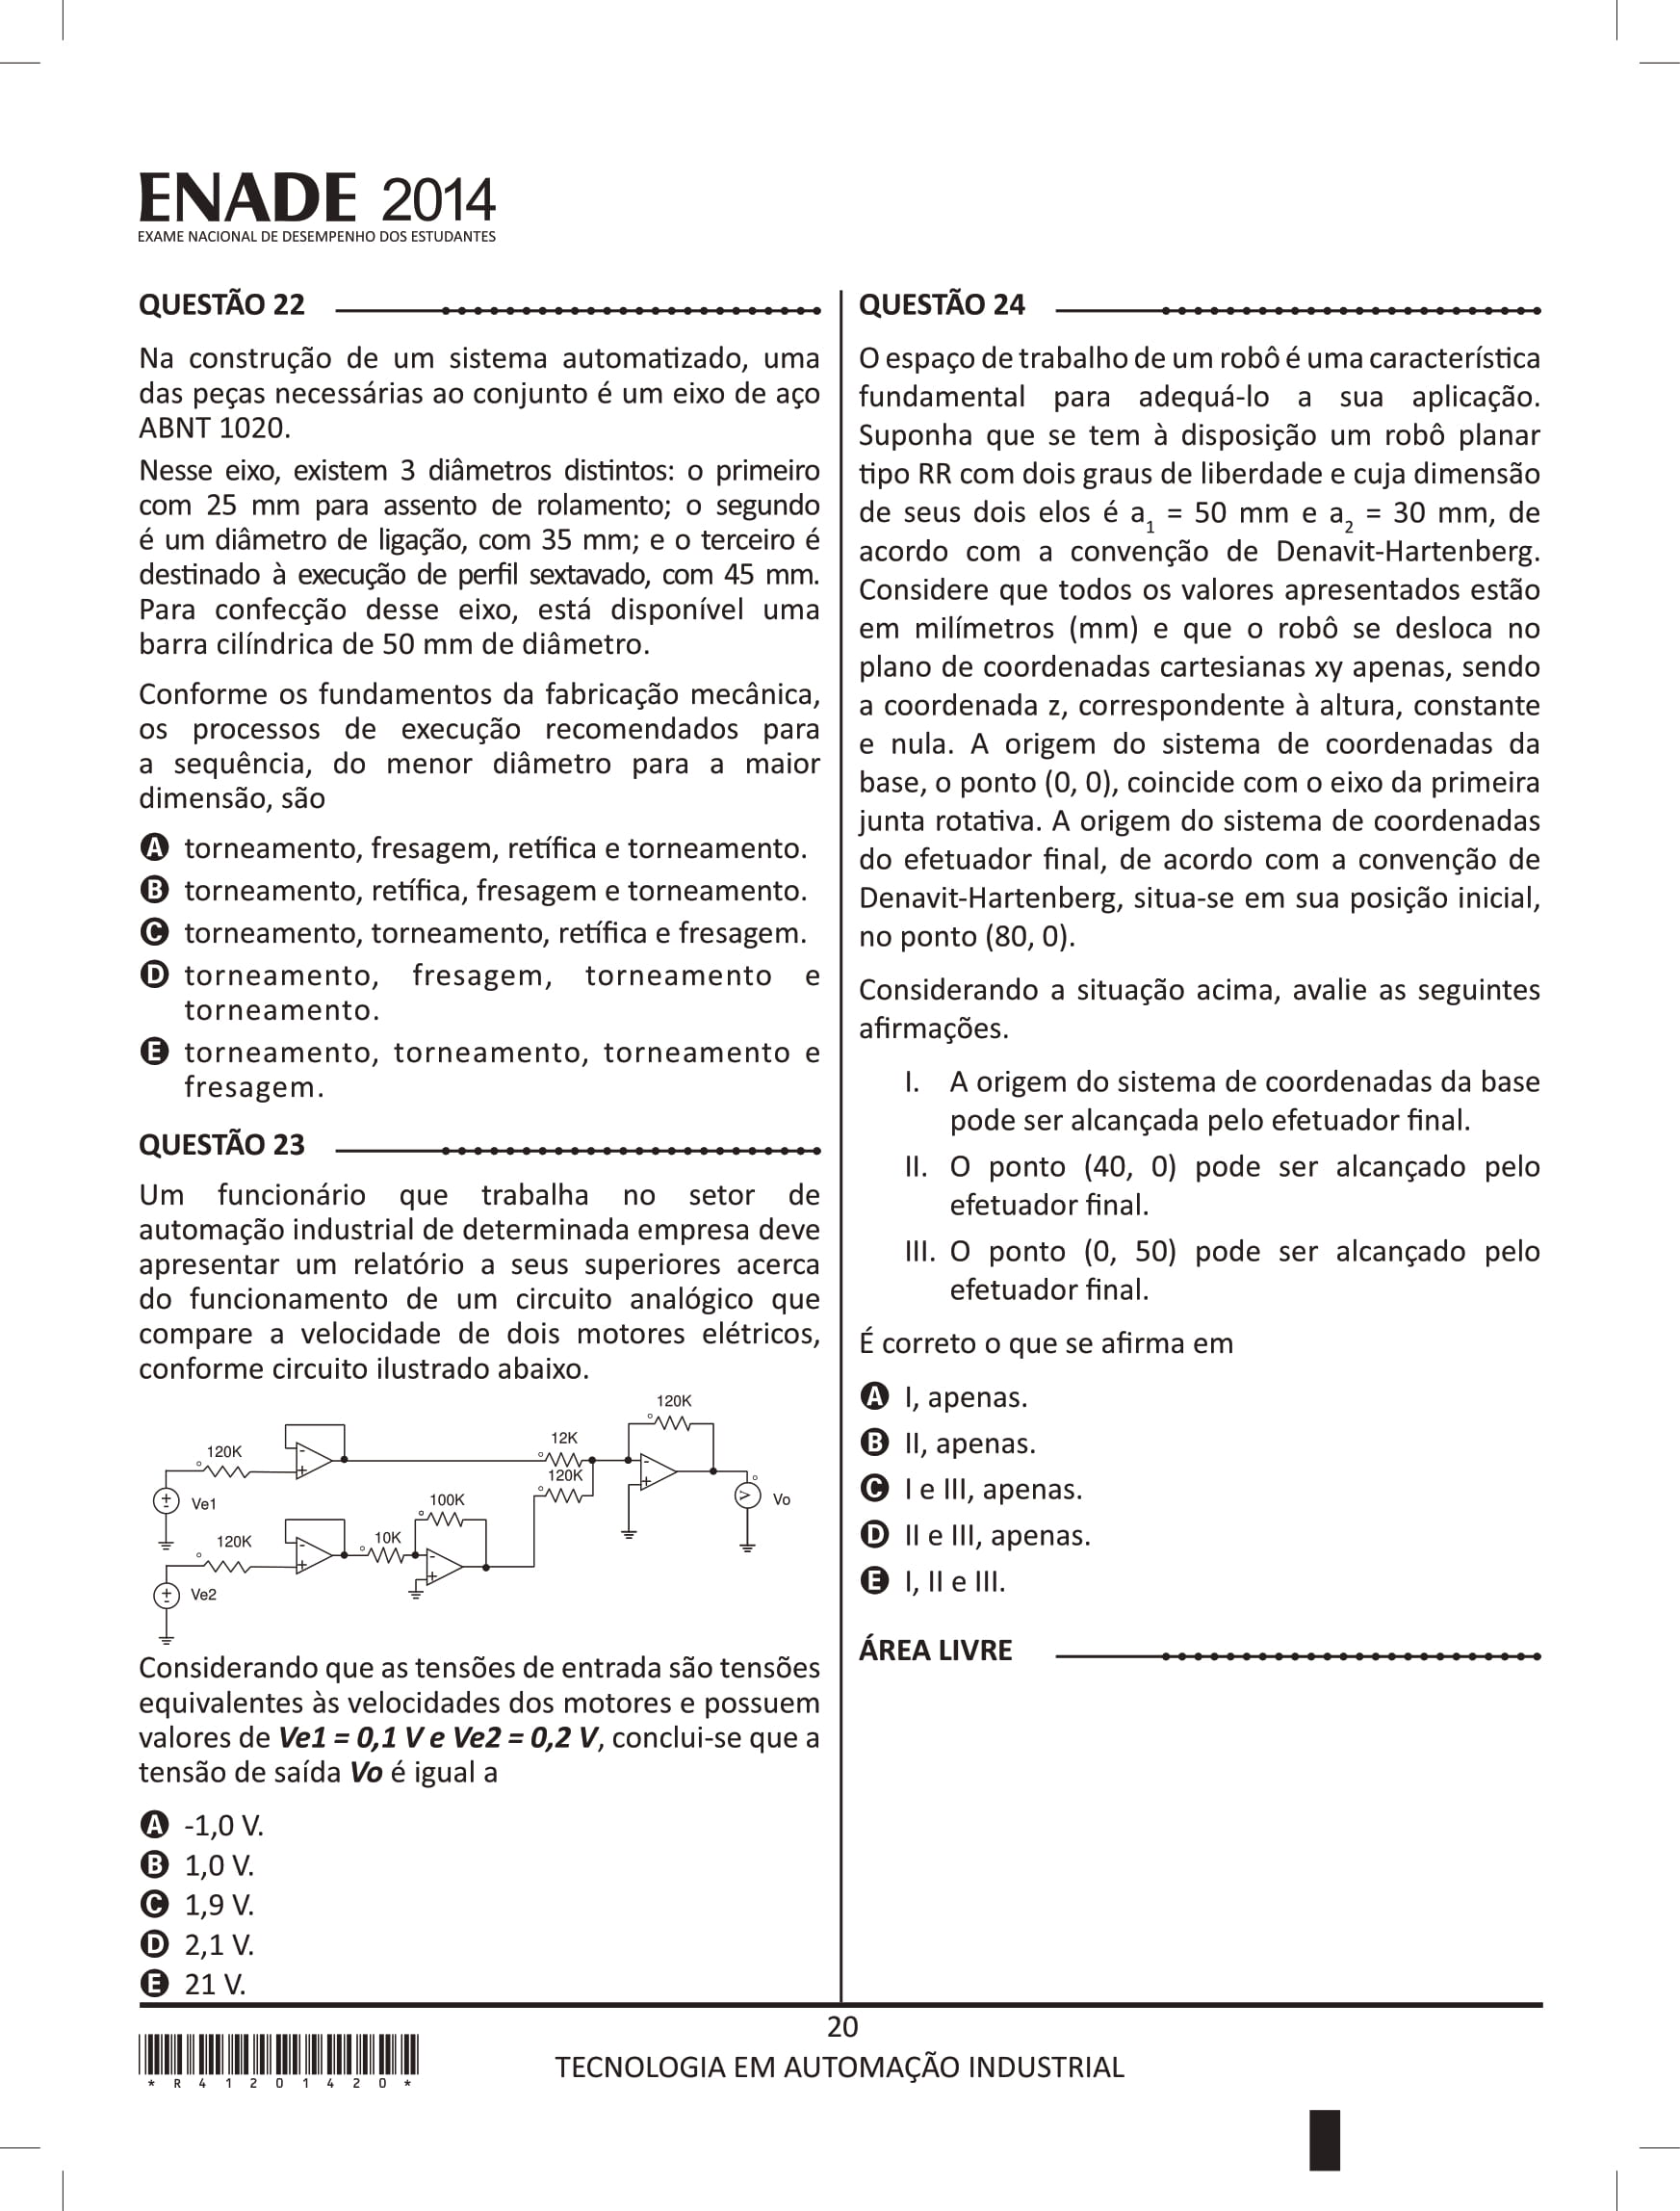 ENADE 2014
EXAME NACIONAL DE DESEMPENHO DOS ESTUDANTES
QUESTÃO 22
Na construção de um sistema automatizado, uma
das peças necessárias ao conjunto é um eixo de aço
ABNT 1020.
Nesse eixo, existem 3 diâmetros distintos: o primeiro
com 25 mm para assento de rolamento; o segundo
é um diâmetro de ligação, com 35 mm; e o terceiro é
destinado à execução de perfil sextavado, com 45 mm.
Para confecção desse eixo, está disponível uma
barra cilíndrica de 50 mm de diâmetro.
Conforme os fundamentos da fabricação mecânica,
os processos de execução recomendados para
a sequência, do menor diâmetro para a maior
dimensão, são
A torneamento, fresagem, retífica e torneamento.
B torneamento, retífica, fresagem e torneamento.
C torneamento, torneamento, retífica e fresagem.
D torneamento, fresagem, torneamento e
torneamento.
E torneamento, torneamento, torneamento e
fresagem.
QUESTÃO 23
Um funcionário que trabalha no setor de
automação industrial de determinada empresa deve
apresentar um relatório a seus superiores acerca
do funcionamento de um circuito analógico que
compare a velocidade de dois motores elétricos,
conforme circuito ilustrado abaixo.
120K
12K
120K
120K
100K
Ve1
Vo
120K
10K
Ve2
Considerando que as tensões de entrada são tensões
equivalentes às velocidades dos motores e possuem
valores de Ve1 = 0,1 V e Ve2 = 0,2 V, conclui-se que a
tensão de saída Vo é igual a
A -1,0 V.
B 1,0 V.
C 1,9 V.
D 2,1 V.
E 21 V.
QUESTÃO 24
O espaço de trabalho de um robô é uma característica
fundamental para adequá-lo a sua aplicação.
Suponha que se tem à disposição um robô planar
tipo RR com dois graus de liberdade e cuja dimensão
de seus dois elos é a1 = 50 mm e a2 = 30 mm, de
acordo com a convenção de Denavit-Hartenberg.
Considere que todos os valores apresentados estão
em milímetros (mm) e que o robô se desloca no
plano de coordenadas cartesianas xy apenas, sendo
a coordenada z, correspondente à altura, constante
e nula. A origem do sistema de coordenadas da
base, o ponto (0, 0), coincide com o eixo da primeira
junta rotativa. A origem do sistema de coordenadas
do efetuador final, de acordo com a convenção de
Denavit-Hartenberg, situa-se em sua posição inicial,
no ponto (80, 0).
Considerando a situação acima, avalie as seguintes
afirmações.
I. A origem do sistema de coordenadas da base
pode ser alcançada pelo efetuador final.
II. O ponto (40, 0) pode ser alcançado pelo
efetuador final.
III. O ponto (0, 50) pode ser alcançado pelo
efetuador final.
É correto o que se afirma em
A I, apenas.
B II, apenas.
C I e III, apenas.
D II e III, apenas.
E I, II e III.
ÁREA LIVRE
20
TECNOLOGIA EM AUTOMAÇÃO INDUSTRIAL
* R 4 1 2 0 1 4 2 0 *